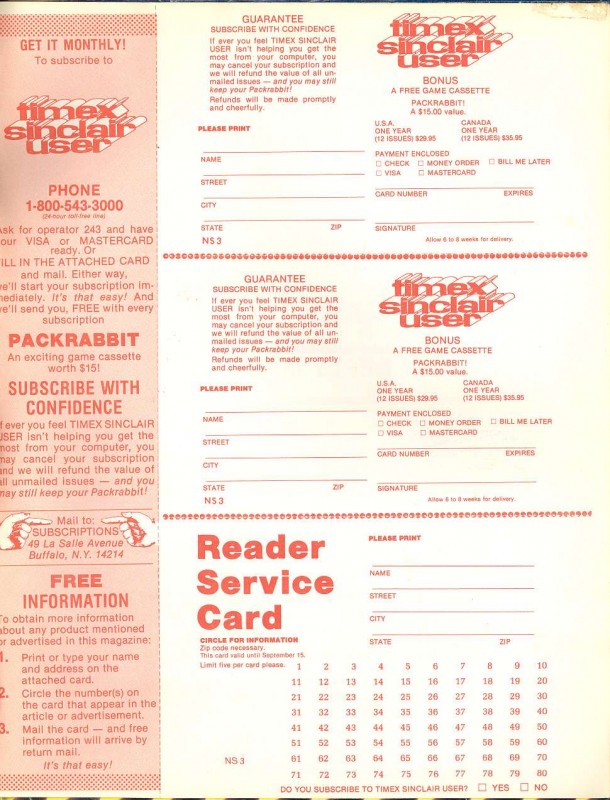 GET IT MONTHLY!
To subscribe to
timex
sinclair
user
PHONE
1-800-543-3000
(24-hour toll-free line)
ask for operator 243 and have
our VISA or MASTERCARD
ready. Or
ILL IN THE ATTACHED CARD
and mail. Either way,
we'll start your subscription im-
mediately. It's that easy! And
we'll send you, FREE with every
subscription
PACKRABBIT
An exciting game cassette
worth $15!
SUBSCRIBE WITH
CONFIDENCE
f ever you feel TIMEX SINCLAIR
USER isn't helping you get the
most from your computer, you
may cancel your subscription
and we will refund the value of
all unmailed issues — and you
may still keep your Packrabbit!
Mail to:
SUBSCRIPTIONS
49 La Salle Avenue
Buffalo, N.Y. 14214
FREE
INFORMATION
To obtain more information
about any product mentioned
or advertised in this magazine:
1. Print or type your name
and address on the
attached card.
2. Circle the number(s) on
the card that appear in the
article or advertisement.
3. Mail the card — and free
information will arrive by
return mail.
It's that easy!
GUARANTEE
SUBSCRIBE WITH CONFIDENCE
If ever you feel TIMEX SINCLAIR
USER isn't helping you get the
most from your computer, you
may cancel your subscription and
we will refund the value of all un-
mailed issues — and you may still
keep your Packrabbit!
Refunds will be made promptly
and cheerfully.
PLEASE PRINT
NAME
STREET
CITY
STATE ZIP
NS3
timex
sinclair
user
BONUS
A FREE GAME CASSETTE
PACKRABBIT!
A $15.00 value.
U.S.A. CANADA
ONE YEAR ONE YEAR
(12 ISSUES) $29.95 (12 ISSUES) $35.95
PAYMENT ENCLOSED
☐ CHECK ☐ MONEY ORDER ☐ BILL ME LATER
☐ VISA ☐ MASTERCARD
CARD NUMBER EXPIRES
SIGNATURE
Allow 6 to 8 weeks for delivery.
GUARANTEE
SUBSCRIBE WITH CONFIDENCE
If ever you feel TIMEX SINCLAIR
USER isn't helping you get the
most from your computer, you
may cancel your subscription and
we will refund the value of all un-
mailed issues — and you may still
keep your Packrabbit!
Refunds will be made promptly
and cheerfully.
PLEASE PRINT
NAME
STREET
CITY
STATE ZIP
NS3
timex
sinclair
user
BONUS
A FREE GAME CASSETTE
PACKRABBIT!
A $15.00 value.
U.S.A. CANADA
ONE YEAR ONE YEAR
(12 ISSUES) $29.95 (12 ISSUES) $35.95
PAYMENT ENCLOSED
☐ CHECK ☐ MONEY ORDER ☐ BILL ME LATER
☐ VISA ☐ MASTERCARD
CARD NUMBER EXPIRES
SIGNATURE
Allow 6 to 8 weeks for delivery.
Reader
Service
Card
CIRCLE FOR INFORMATION
Zip code necessary.
This card valid until September 15.
Limit five per card please.
PLEASE PRINT
NAME
STREET
CITY
STATE ZIP
1 2 3 4 5 6 7 8 9 10
11 12 13 14 15 16 17 18 19 20
21 22 23 24 25 26 27 28 29 30
31 32 33 34 35 36 37 38 39 40
41 42 43 44 45 46 47 48 49 50
51 52 53 54 55 56 57 58 59 60
NS3 61 62 63 64 65 66 67 68 69 70
71 72 73 74 75 76 77 78 79 80
DO YOU SUBSCRIBE TO TIMEX SINCLAIR USER? ☐ YES ☐ NO